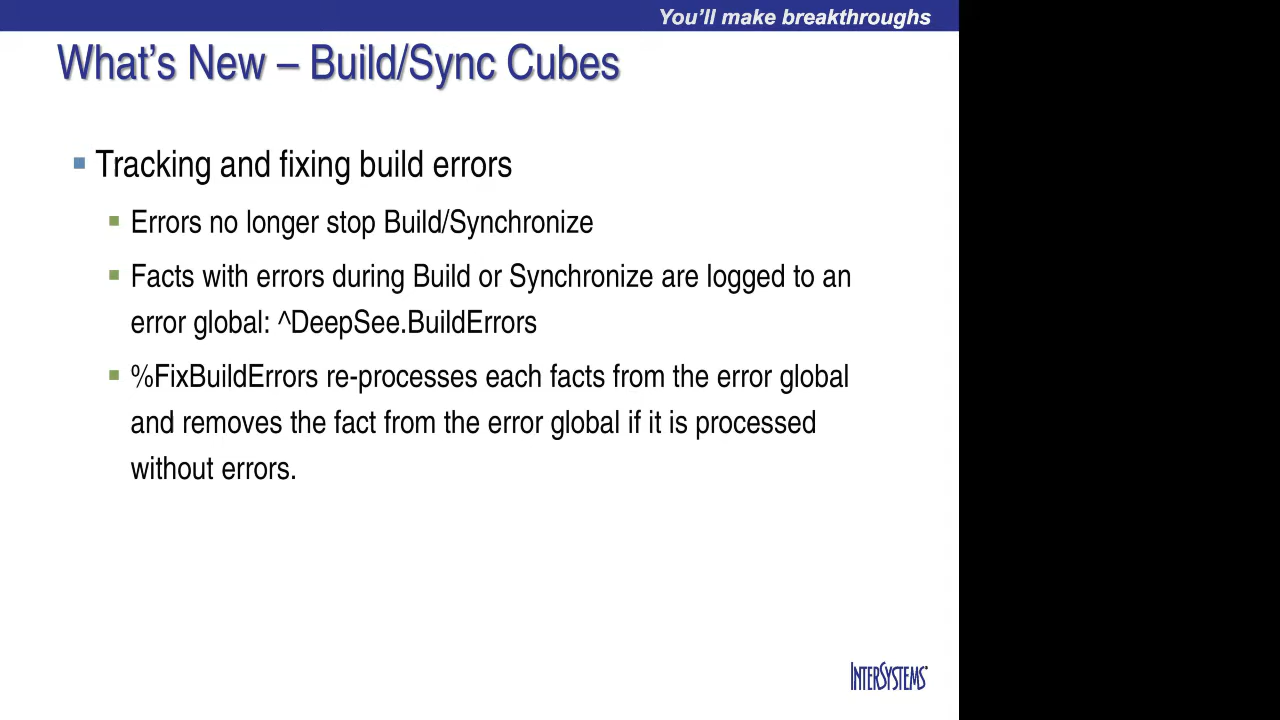 You'll make breakthroughs
What's New – Build/Sync Cubes
Tracking and fixing build errors
Errors no longer stop Build/Synchronize
Facts with errors during Build or Synchronize are logged to an
error global: ^DeepSee.BuildErrors
%FixBuildErrors re-processes each facts from the error global
and removes the fact from the error global if it is processed
without errors.
INTERSYSTEMS